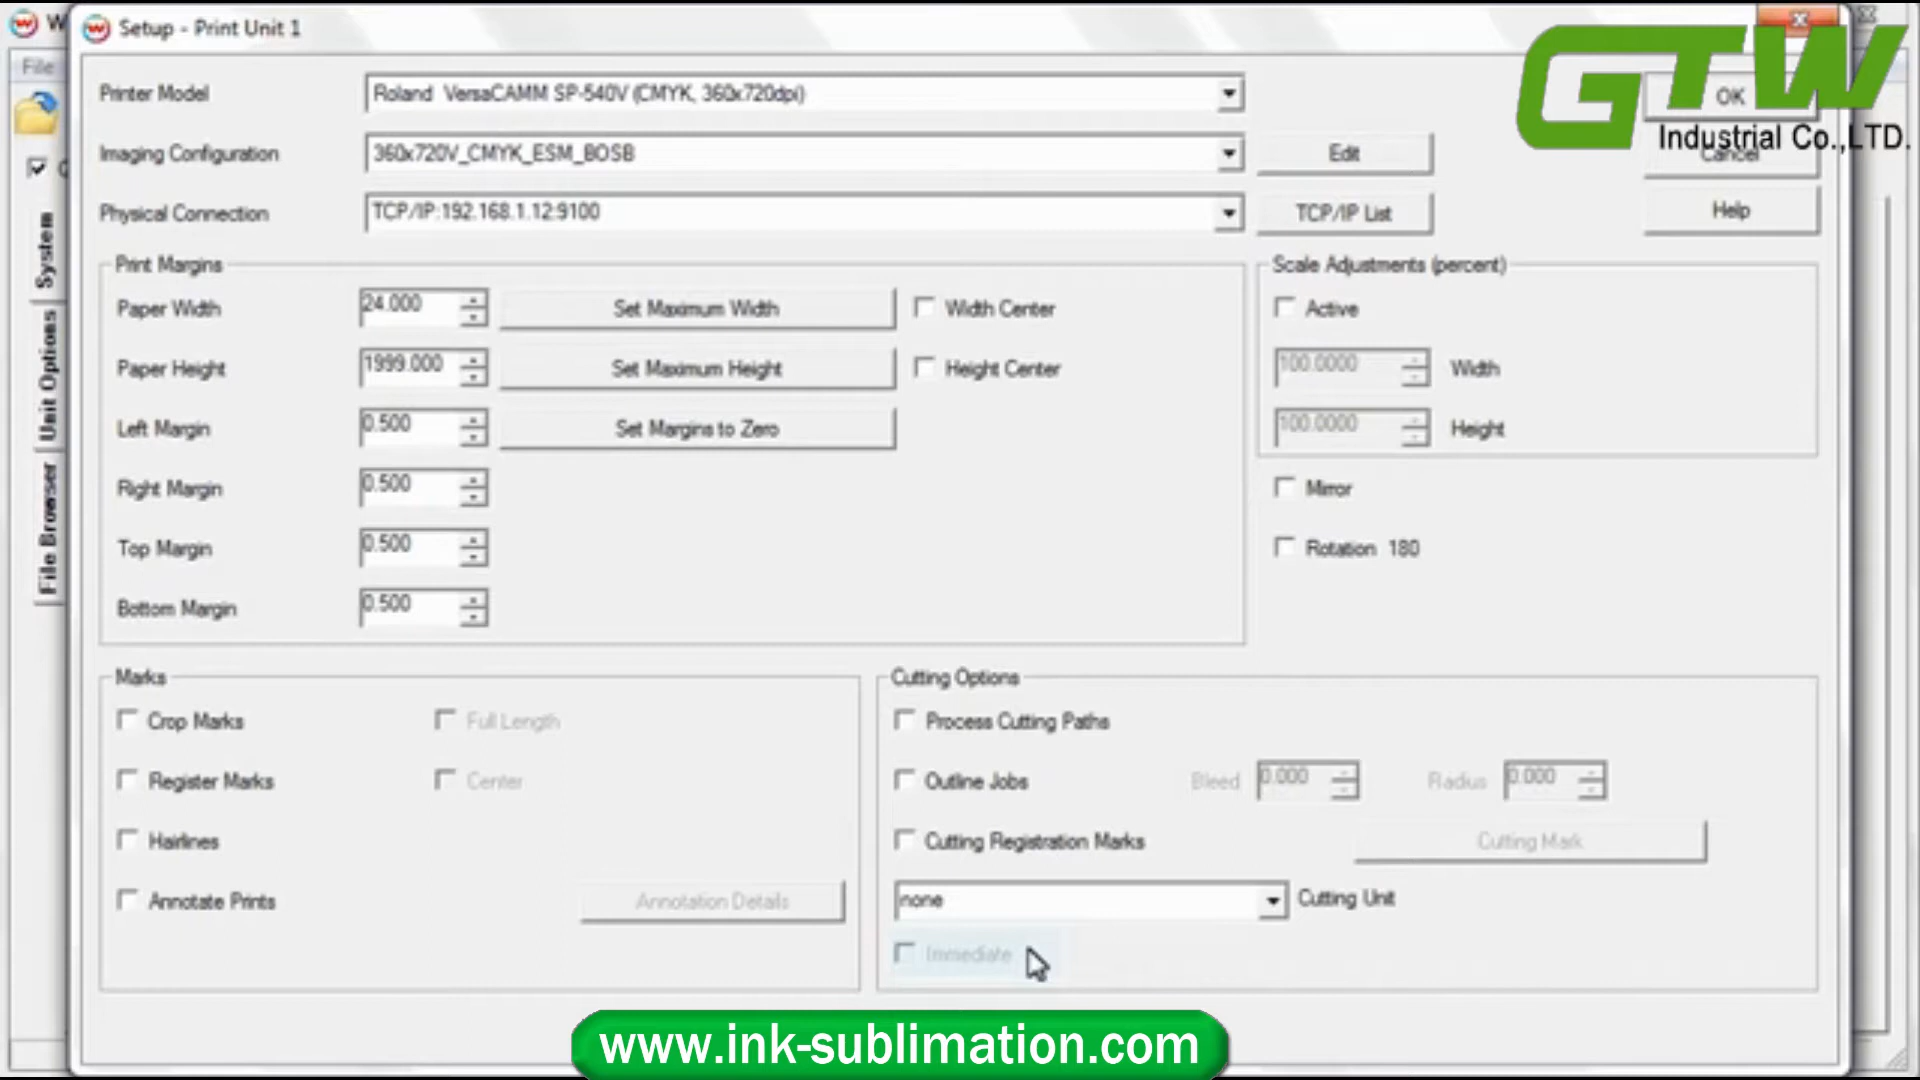 W
Setup - Print Unit 1
File
Printer Model
Roland VersaCAMM SP-540V (CMYK, 360x720dpi)
OK
GTW
Industrial Co.,LTD.
Imaging Configuration
360x720V_CMYK_ESM_BOSB
Edit
Cancel
Physical Connection
TCP/IP:192.168.1.12:9100
TCP/IP List
Help
System
Unit Options
File Browser
Print Margins
Scale Adjustments (percent)
Paper Width
24.000
Set Maximum Width
Width Center
Active
Paper Height
1999.000
Set Maximum Height
Height Center
100.0000
Width
Left Margin
0.500
Set Margins to Zero
100.0000
Height
Right Margin
0.500
Mirror
Top Margin
0.500
Rotation 180
Bottom Margin
0.500
Marks
Cutting Options
Crop Marks
Full Length
Process Cutting Paths
Register Marks
Center
Outline Jobs
Bleed
0.000
Radius
0.000
Hairlines
Cutting Registration Marks
Cutting Mark
Annotate Prints
Annotation Details
none
Cutting Unit
Immediate
www.ink-sublimation.com